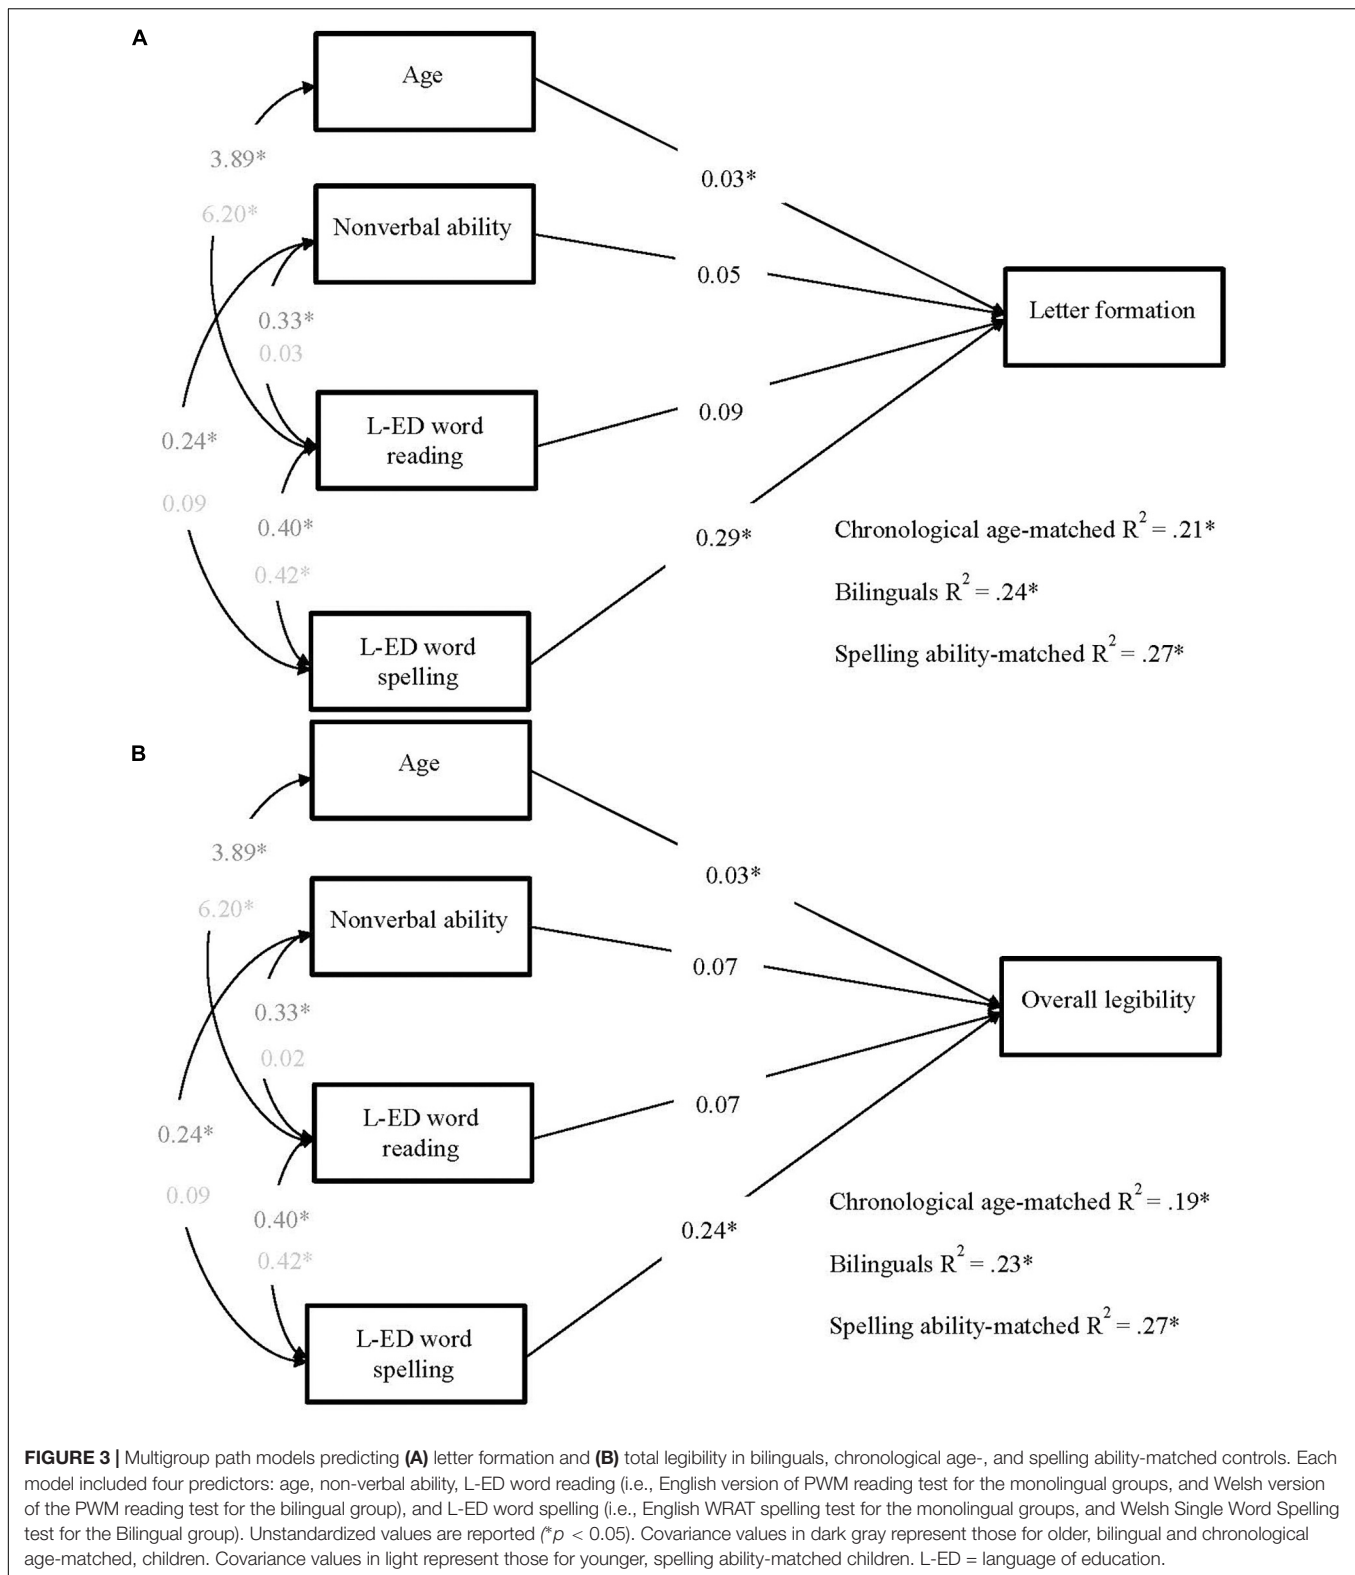 A
Age
3.89*
0.03*
6.20*
Nonverbal ability
0.05
Letter formation
0.33*
0.03
0.09
L-ED word
reading
0.24*
0.09
0.40*
0.29*
Chronological age-matched R² = .21*
0.42*
Bilinguals R² = .24*
L-ED word
spelling
Spelling ability-matched R² = .27*
B
Age
3.89*
0.03*
6.20*
Nonverbal ability
0.07
Overall legibility
0.33*
0.02
0.07
L-ED word
reading
0.24*
0.09
0.40*
0.24*
Chronological age-matched R² = .19*
0.42*
Bilinguals R² = .23*
L-ED word
spelling
Spelling ability-matched R² = .27*
FIGURE 3 | Multigroup path models predicting (A) letter formation and (B) total legibility in bilinguals, chronological age-, and spelling ability-matched controls. Each
model included four predictors: age, non-verbal ability, L-ED word reading (i.e., English version of PWM reading test for the monolingual groups, and Welsh version
of the PWM reading test for the bilingual group), and L-ED word spelling (i.e., English WRAT spelling test for the monolingual groups, and Welsh Single Word Spelling
test for the Bilingual group). Unstandardized values are reported (*p < 0.05). Covariance values in dark gray represent those for older, bilingual and chronological
age-matched, children. Covariance values in light represent those for younger, spelling ability-matched children. L-ED = language of education.